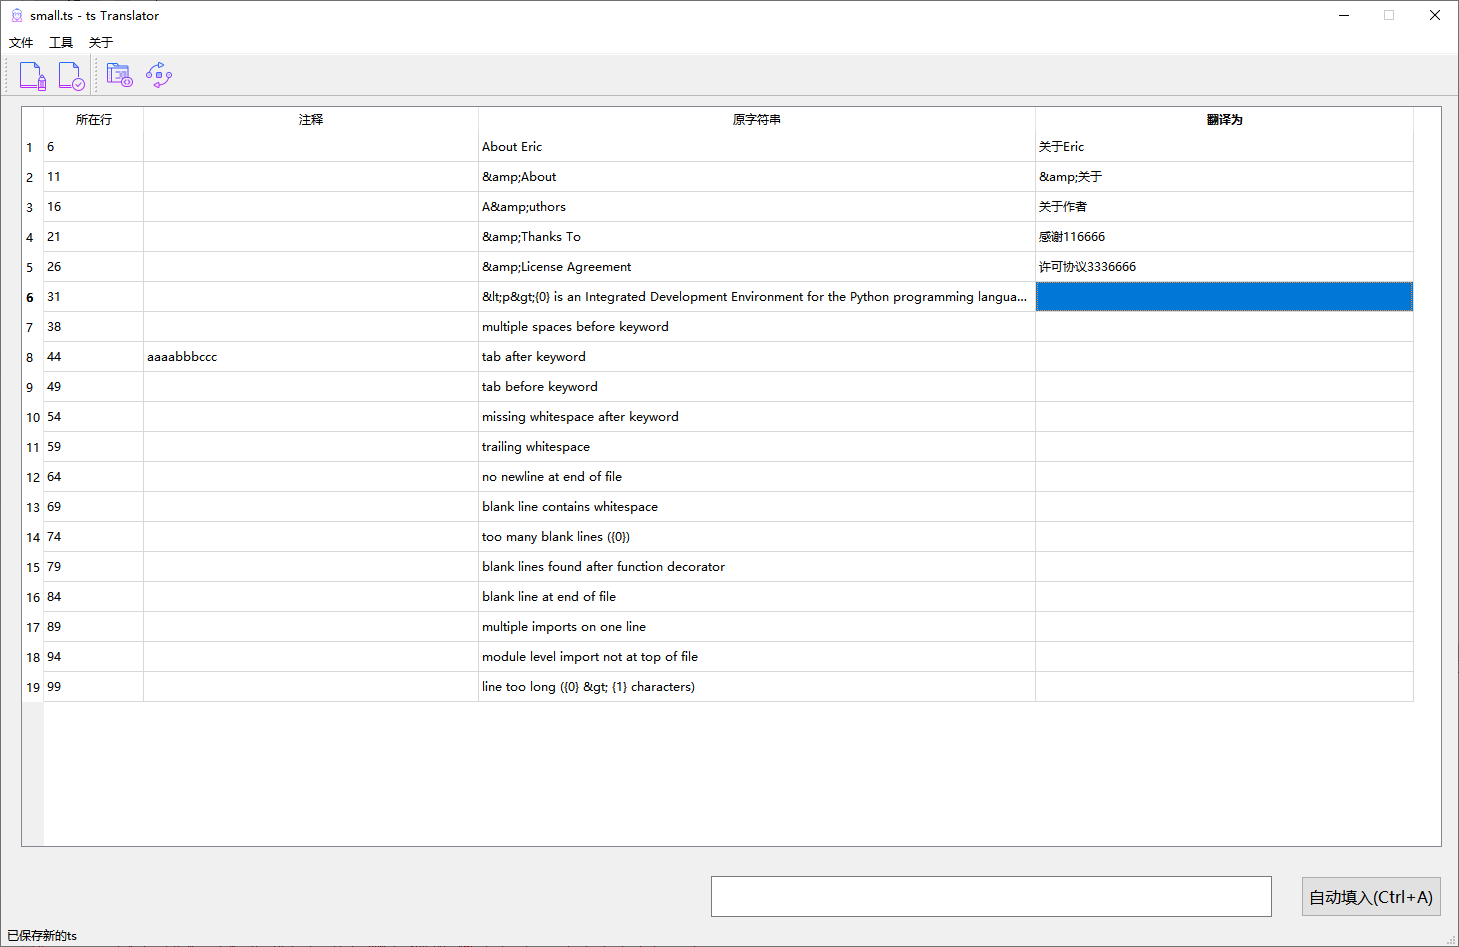 small.ts - ts Translator
文件 工具 关于
所在行 注释 原字符串 翻译为
1 6 About Eric 关于Eric
2 11 &amp;About &amp;关于
3 16 A&amp;uthors 关于作者
4 21 &amp;Thanks To 感谢116666
5 26 &amp;License Agreement 许可协议3336666
6 31 &lt;p&gt;{0} is an Integrated Development Environment for the Python programming langua...
7 38 multiple spaces before keyword
8 44 aaaabbbccc tab after keyword
9 49 tab before keyword
10 54 missing whitespace after keyword
11 59 trailing whitespace
12 64 no newline at end of file
13 69 blank line contains whitespace
14 74 too many blank lines ({0})
15 79 blank lines found after function decorator
16 84 blank line at end of file
17 89 multiple imports on one line
18 94 module level import not at top of file
19 99 line too long ({0} &gt; {1} characters)
自动填入(Ctrl+A)
已保存新的ts